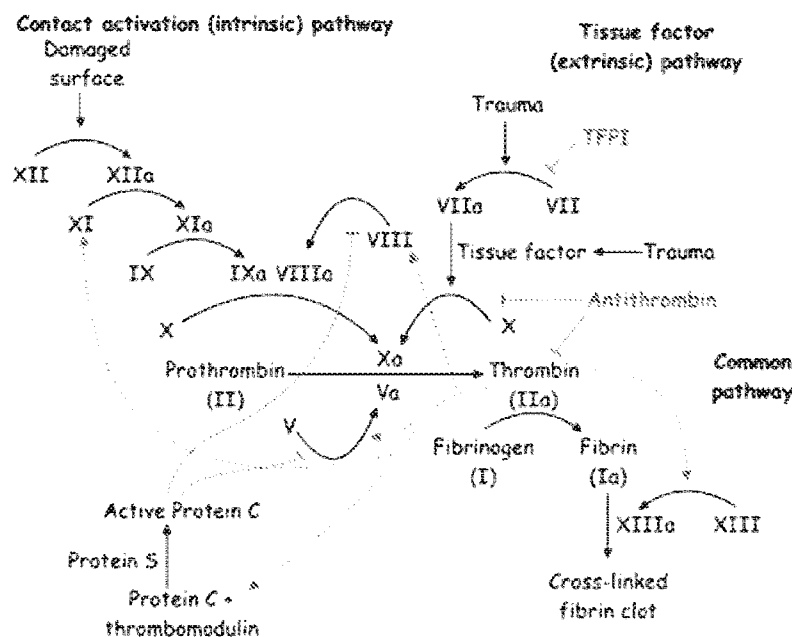 Contact activation (intrinsic) pathway
Damaged
surface
Tissue factor
(extrinsic) pathway
Trauma
TFPI
XII
XIIa
VIIa
VII
XI
XIa
VIII
Tissue factor
Trauma
IX
IXa
VIIIa
Antithrombin
X
X
Xa
Prothrombin
(II)
Va
Thrombin
(IIa)
Common
pathway
V
Fibrinogen
(I)
Fibrin
(Ia)
Active Protein C
XIIIa
XIII
Protein S
Protein C +
thrombomodulin
Cross-linked
fibrin clot